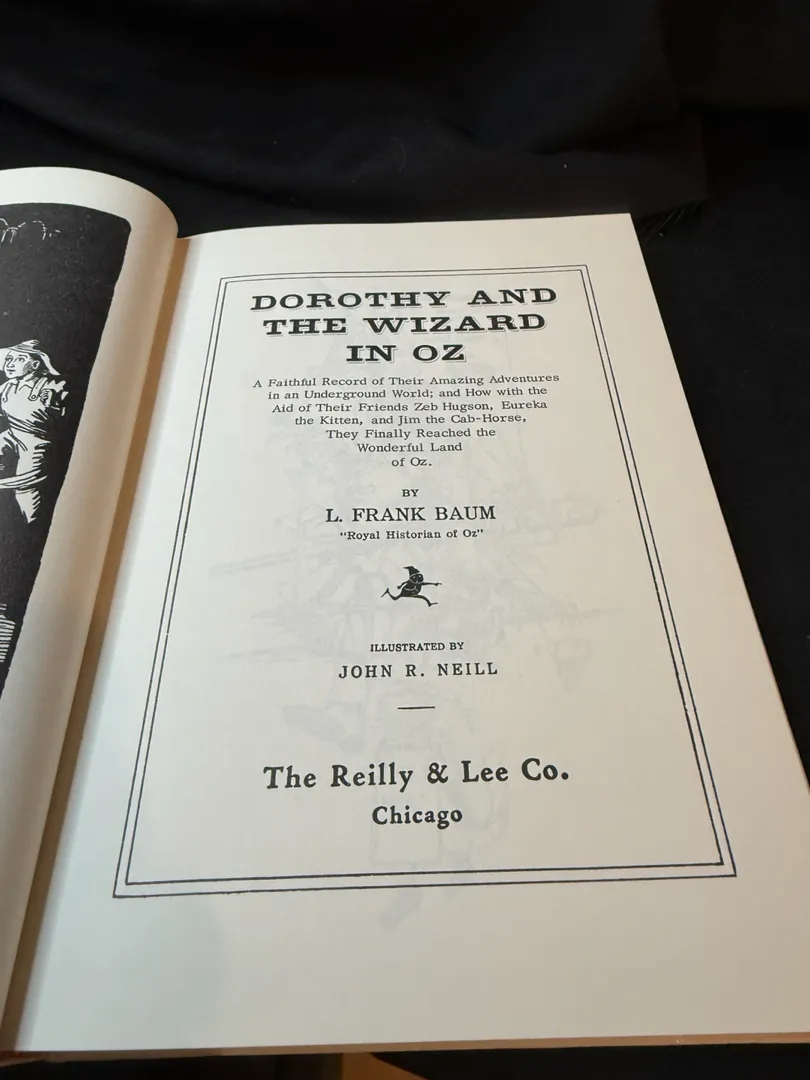 DOROTHY AND
THE WIZARD
IN OZ
A Faithful Record of Their Amazing Adventures
in an Underground World; and How with the
Aid of Their Friends Zeb Hugson, Eureka
the Kitten, and Jim the Cab-Horse,
They Finally Reached the
Wonderful Land
of Oz.
BY
L. FRANK BAUM
"Royal Historian of Oz"
ILLUSTRATED BY
JOHN R. NEILL
The Reilly & Lee Co.
Chicago